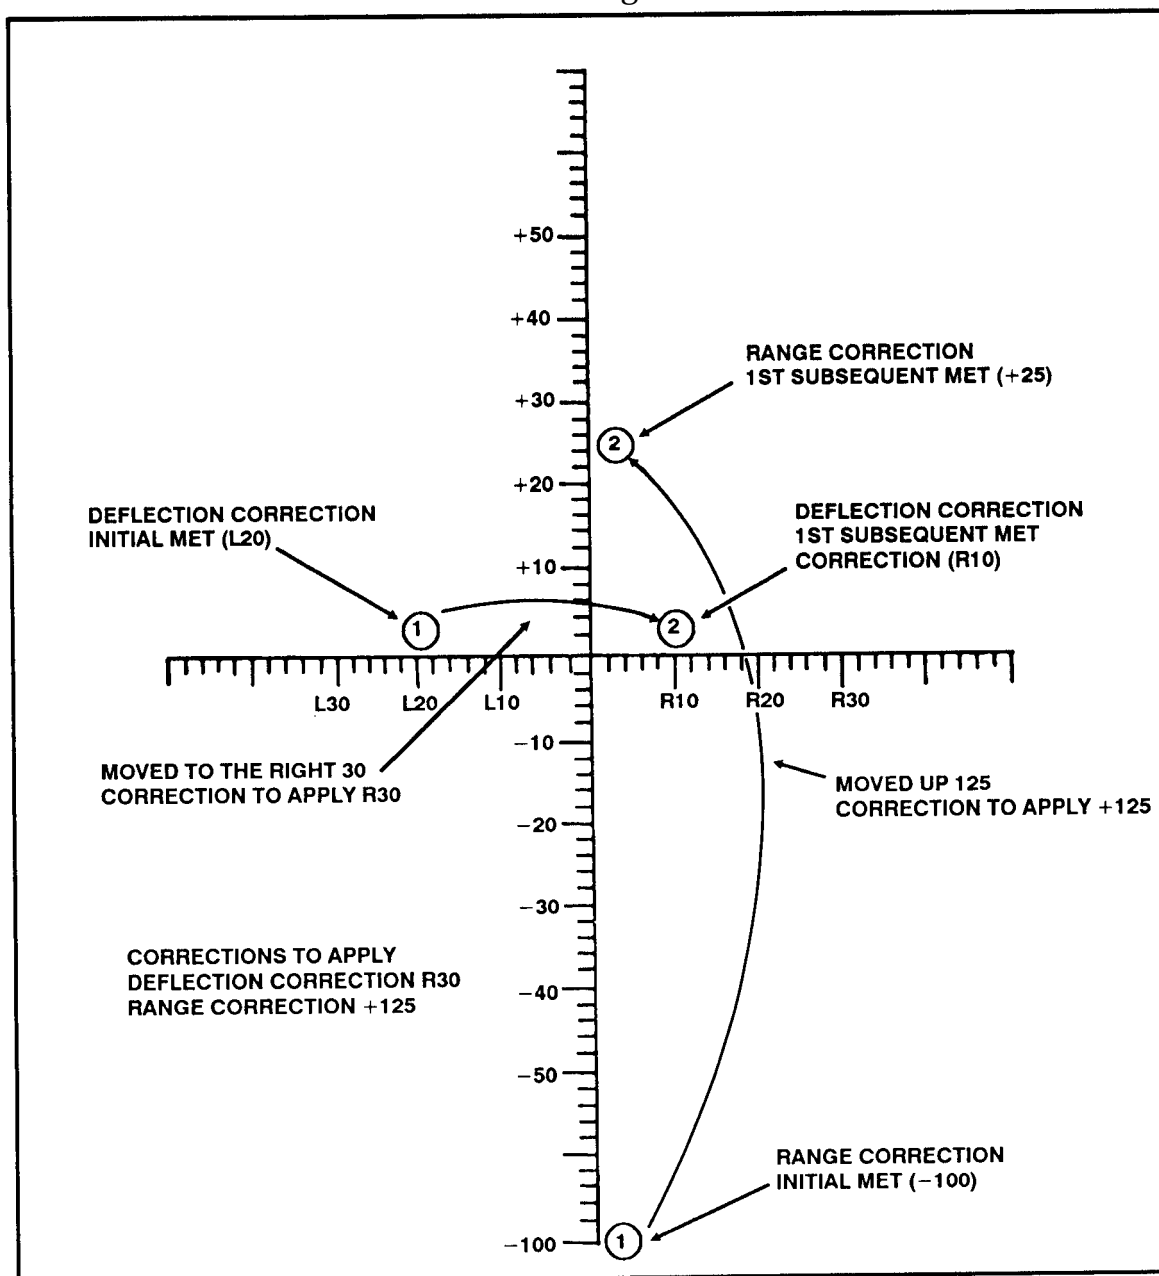 +50
+40
RANGE CORRECTION
1ST SUBSEQUENT MET (+25)
+30
2
+20
DEFLECTION CORRECTION
INITIAL MET (L20)
DEFLECTION CORRECTION
1ST SUBSEQUENT MET
CORRECTION (R10)
+10
1
2
L30 L20 L10 R10 R20 R30
−10
MOVED TO THE RIGHT 30
CORRECTION TO APPLY R30
MOVED UP 125
CORRECTION TO APPLY +125
−20
−30
CORRECTIONS TO APPLY
DEFLECTION CORRECTION R30
RANGE CORRECTION +125
−40
−50
RANGE CORRECTION
INITIAL MET (−100)
−100
1